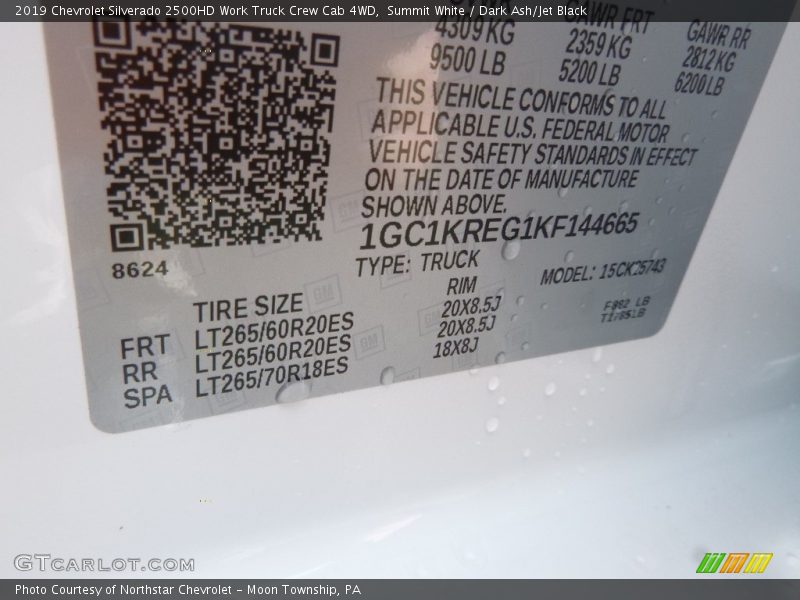 2019 Chevrolet Silverado 2500HD Work Truck Crew Cab 4WD, Summit White / Dark Ash/Jet Black
GAWR FRT GAWR RR
4309 KG 2359 KG 2812 KG
9500 LB 5200 LB 6200 LB
THIS VEHICLE CONFORMS TO ALL
APPLICABLE U.S. FEDERAL MOTOR
VEHICLE SAFETY STANDARDS IN EFFECT
ON THE DATE OF MANUFACTURE
SHOWN ABOVE.
1GC1KREG1KF144665
8624
TYPE: TRUCK MODEL: 15CK25743
TIRE SIZE RIM
FRT LT265/60R20ES 20X8.5J
RR LT265/60R20ES 20X8.5J
SPA LT265/70R18ES 18X8J
LB
LB
GM
GTCARLOT.COM
Photo Courtesy of Northstar Chevrolet - Moon Township, PA